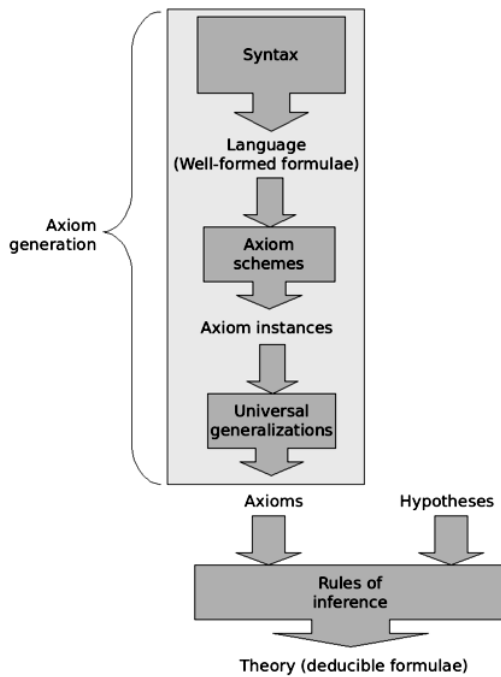 Syntax
Language
(Well-formed formulae)
Axiom
generation
Axiom
schemes
Axiom instances
Universal
generalizations
Axioms
Hypotheses
Rules of
inference
Theory (deducible formulae)